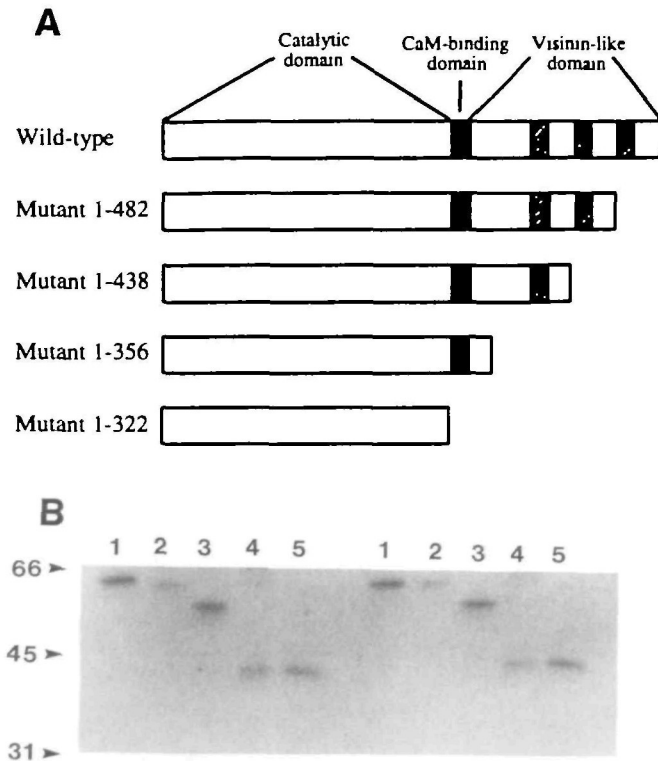 A
Catalytic domain
CaM-binding domain
Visinin-like domain
Wild-type
Mutant 1-482
Mutant 1-438
Mutant 1-356
Mutant 1-322
B
1 2 3 4 5 1 2 3 4 5
66
45
31